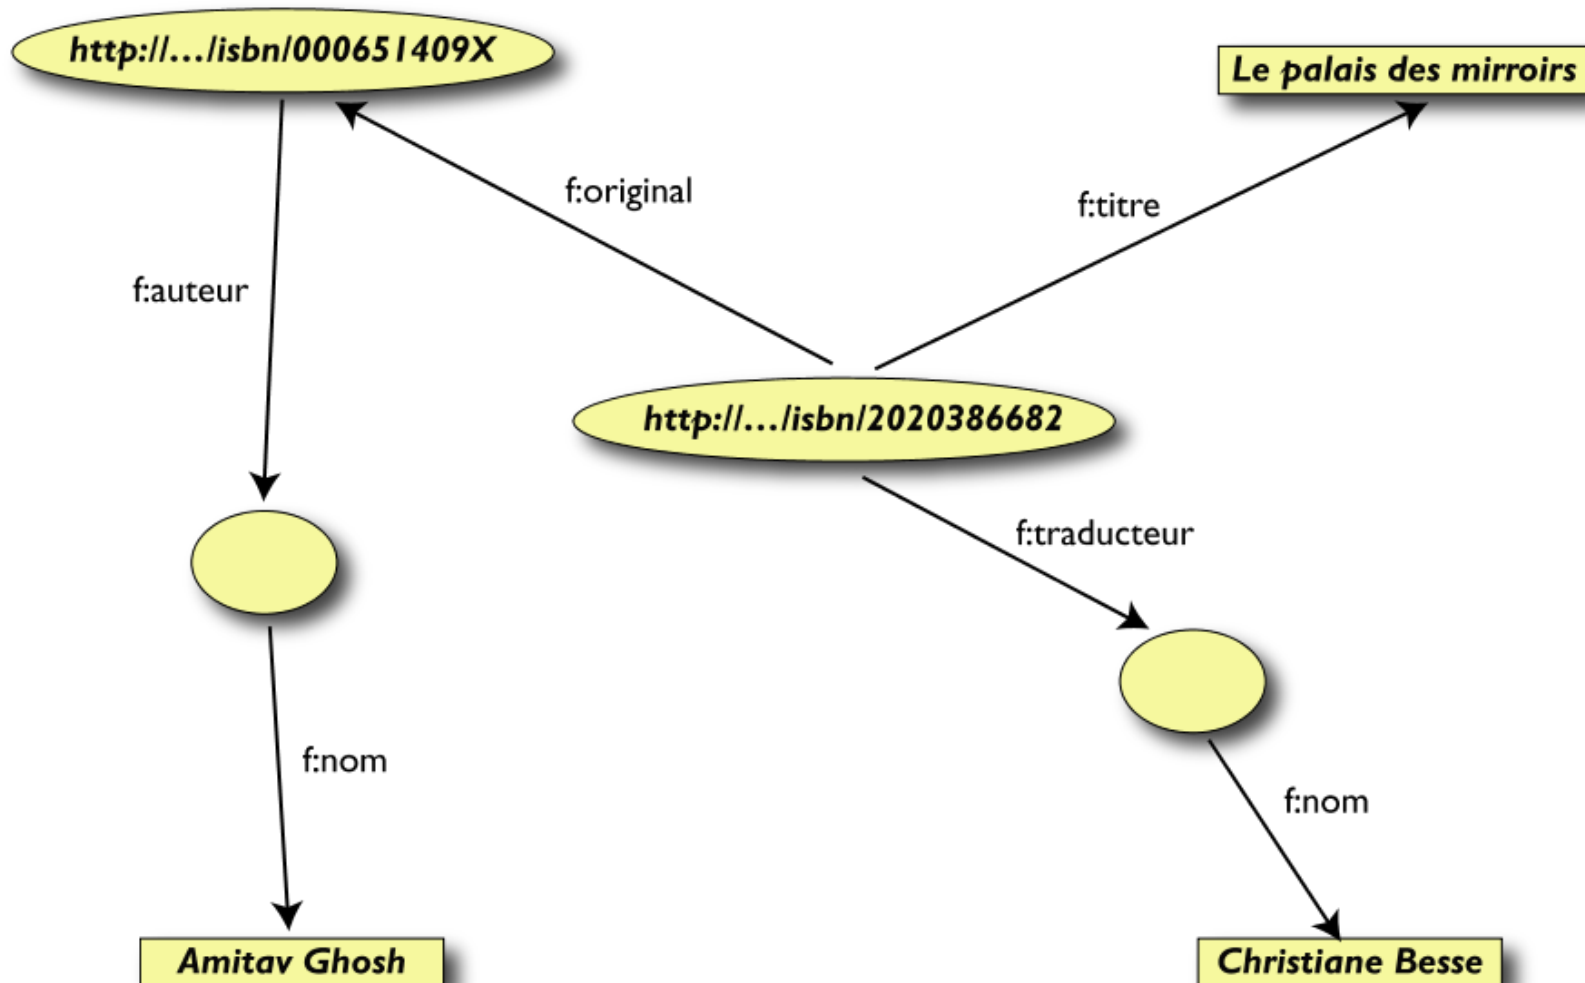 http://…/isbn/000651409X
Le palais des mirroirs
f:original
f:titre
f:auteur
http://…/isbn/2020386682
f:traducteur
f:nom
f:nom
Amitav Ghosh
Christiane Besse